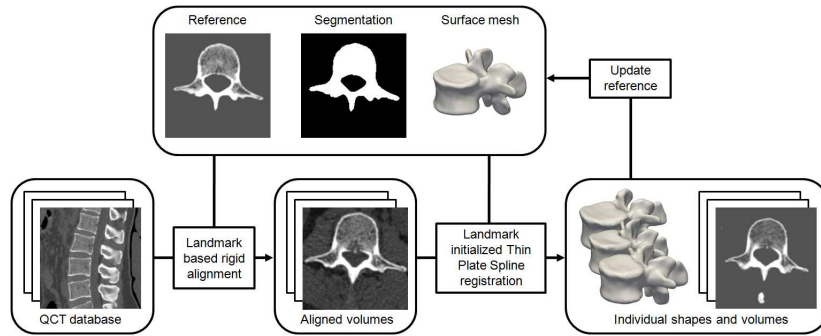 Reference
Segmentation
Surface mesh
Update
reference
Landmark
based rigid
alignment
Landmark
initialized Thin
Plate Spline
registration
QCT database
Aligned volumes
Individual shapes and volumes